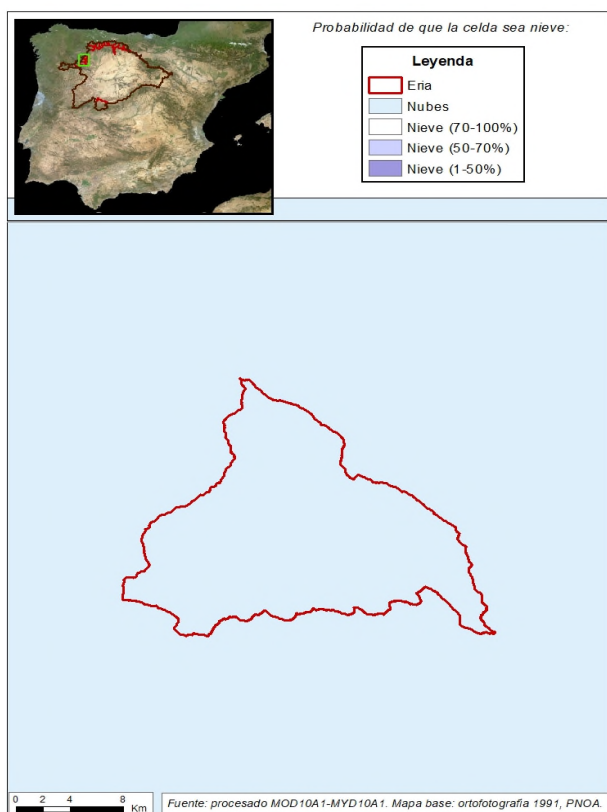 Probabilidad de que la celda sea nieve:
Leyenda
Eria
Nubes
Nieve (70-100%)
Nieve (50-70%)
Nieve (1-50%)
0 2 4 8
Km
Fuente: procesado MOD10A1-MYD10A1. Mapa base: ortofotografia 1991, PNOA